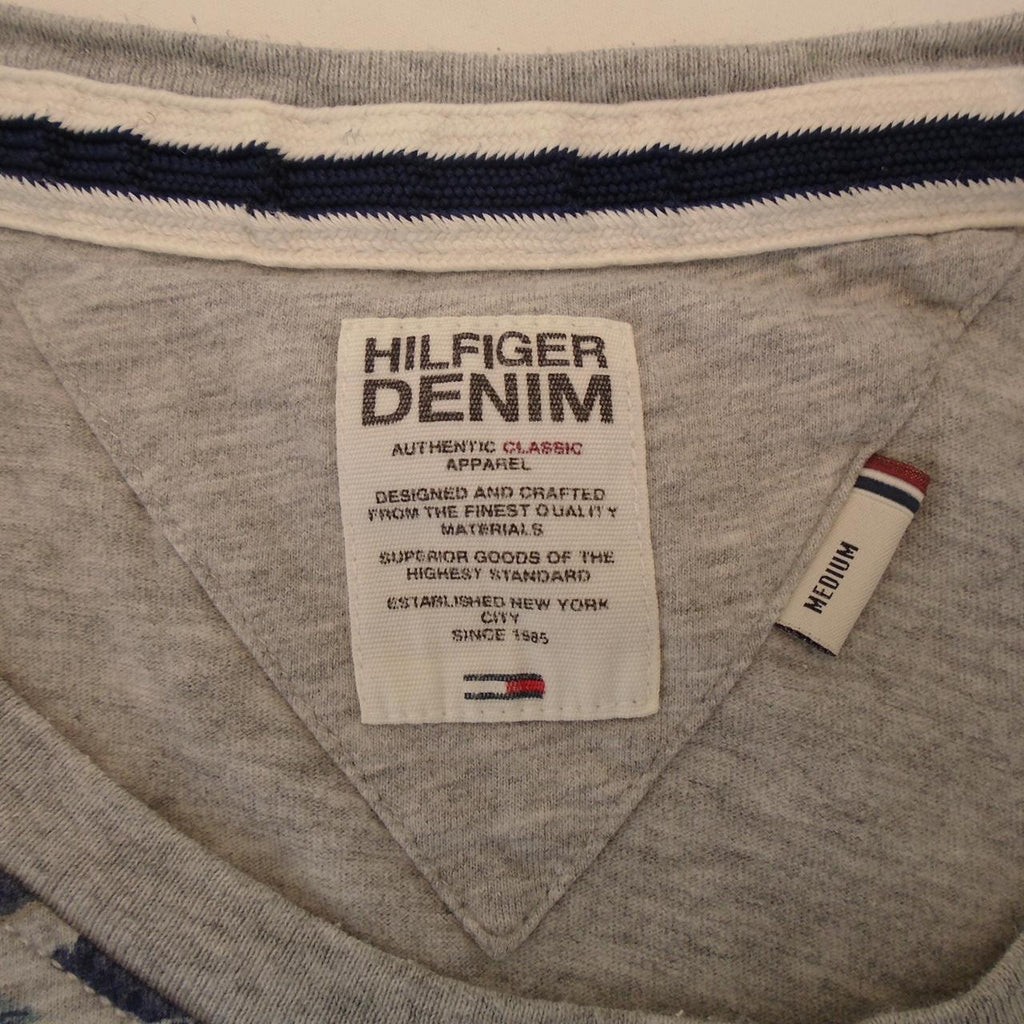 HILFIGER
DENIM
AUTHENTIC CLASSIC
APPAREL
DESIGNED AND CRAFTED
FROM THE FINEST QUALITY
MATERIALS
SUPERIOR GOODS OF THE
HIGHEST STANDARD
ESTABLISHED NEW YORK
CITY
SINCE 1985
MEDIUM